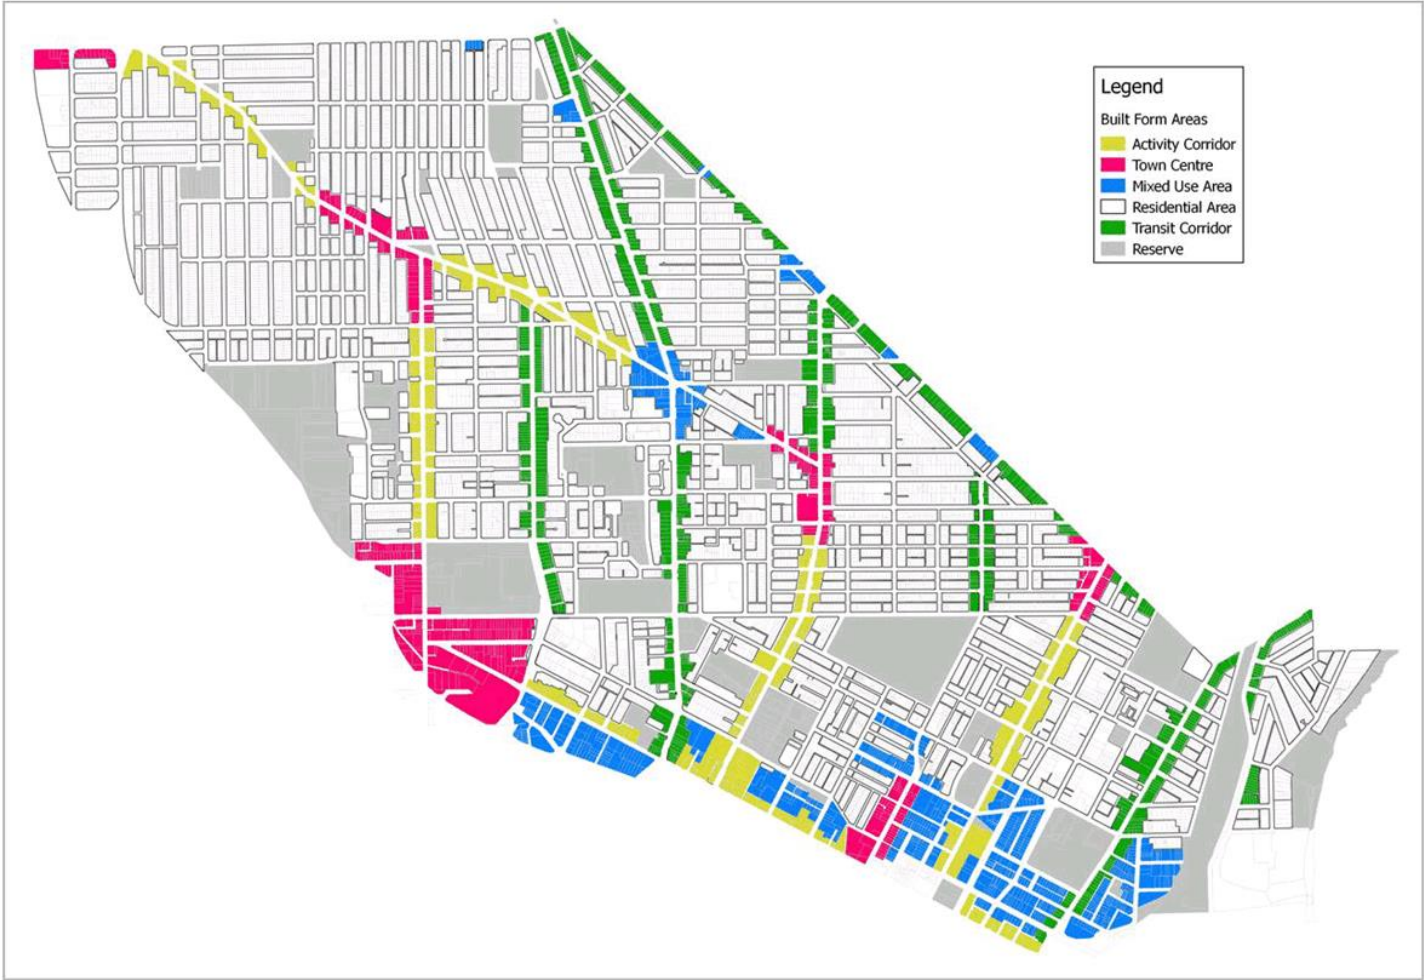 Legend
Built Form Areas
Activity Corridor
Town Centre
Mixed Use Area
Residential Area
Transit Corridor
Reserve